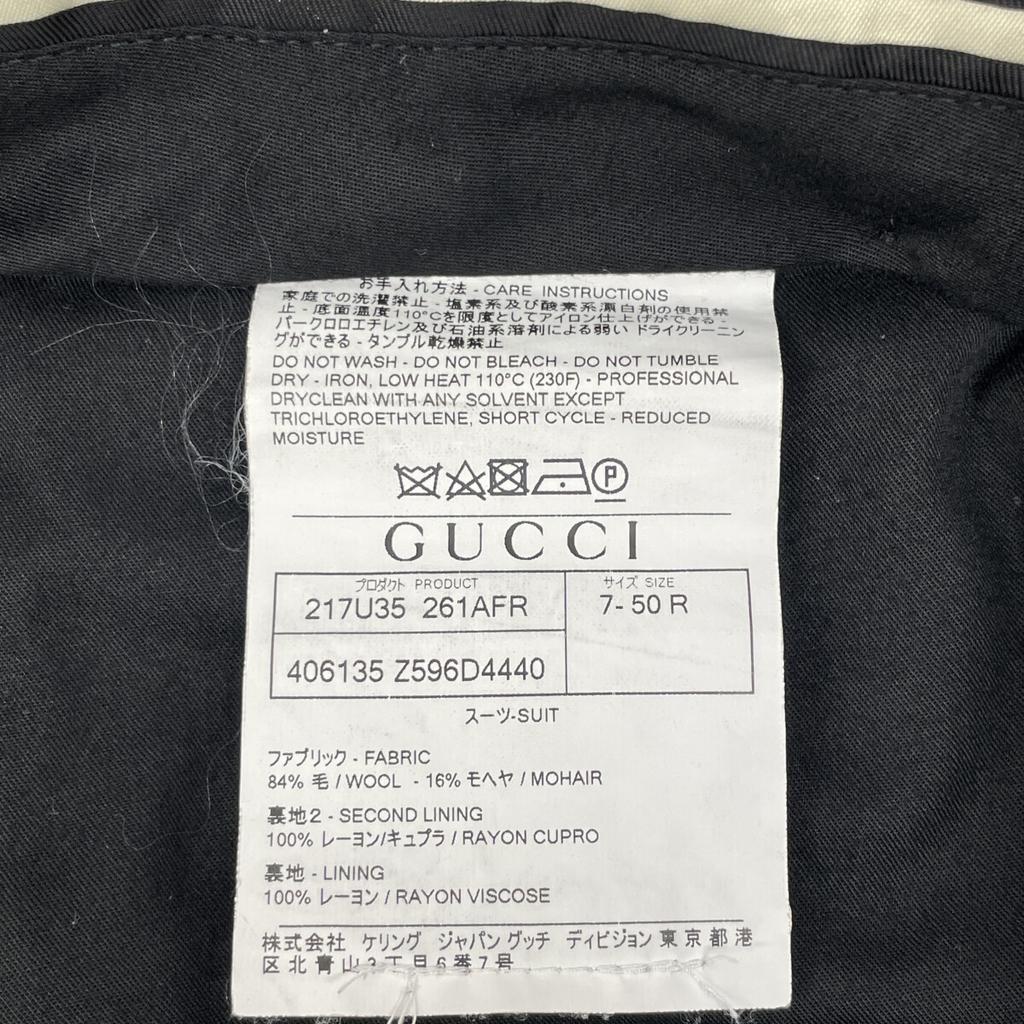 お手入れ方法 - CARE INSTRUCTIONS
家庭での洗濯禁止 - 塩素系及び酸素系漂白剤の使用禁
止 - 底面温度110°Cを限度としてアイロン仕上げができる -
パークロロエチレン及び石油系溶剤による弱い ドライクリーニン
グができる - タンブル乾燥禁止
DO NOT WASH - DO NOT BLEACH - DO NOT TUMBLE
DRY - IRON, LOW HEAT 110°C (230F) - PROFESSIONAL
DRYCLEAN WITH ANY SOLVENT EXCEPT
TRICHLOROETHYLENE, SHORT CYCLE - REDUCED
MOISTURE
P
GUCCI
プロダクト PRODUCT
217U35 261AFR
406135 Z596D4440
サイズ SIZE
7- 50 R
スーツ-SUIT
ファブリック - FABRIC
84% 毛 / WOOL - 16% モヘヤ / MOHAIR
裏地2 - SECOND LINING
100% レーヨン/キュプラ / RAYON CUPRO
裏地 - LINING
100% レーヨン / RAYON VISCOSE
株式会社 ケリング ジャパン グッチ ディビジョン 東京都港
区北青山3丁目6番7号